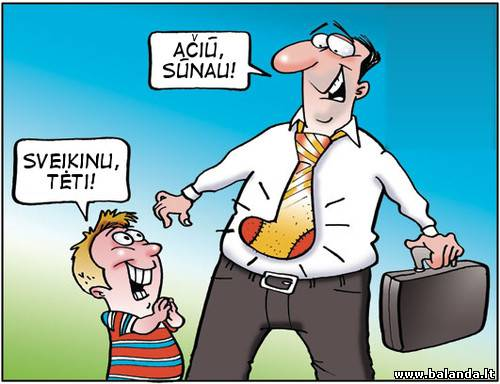 SVEIKINU,
TĖTI!
AČIŪ,
SŪNAU!
www.balanda.lt